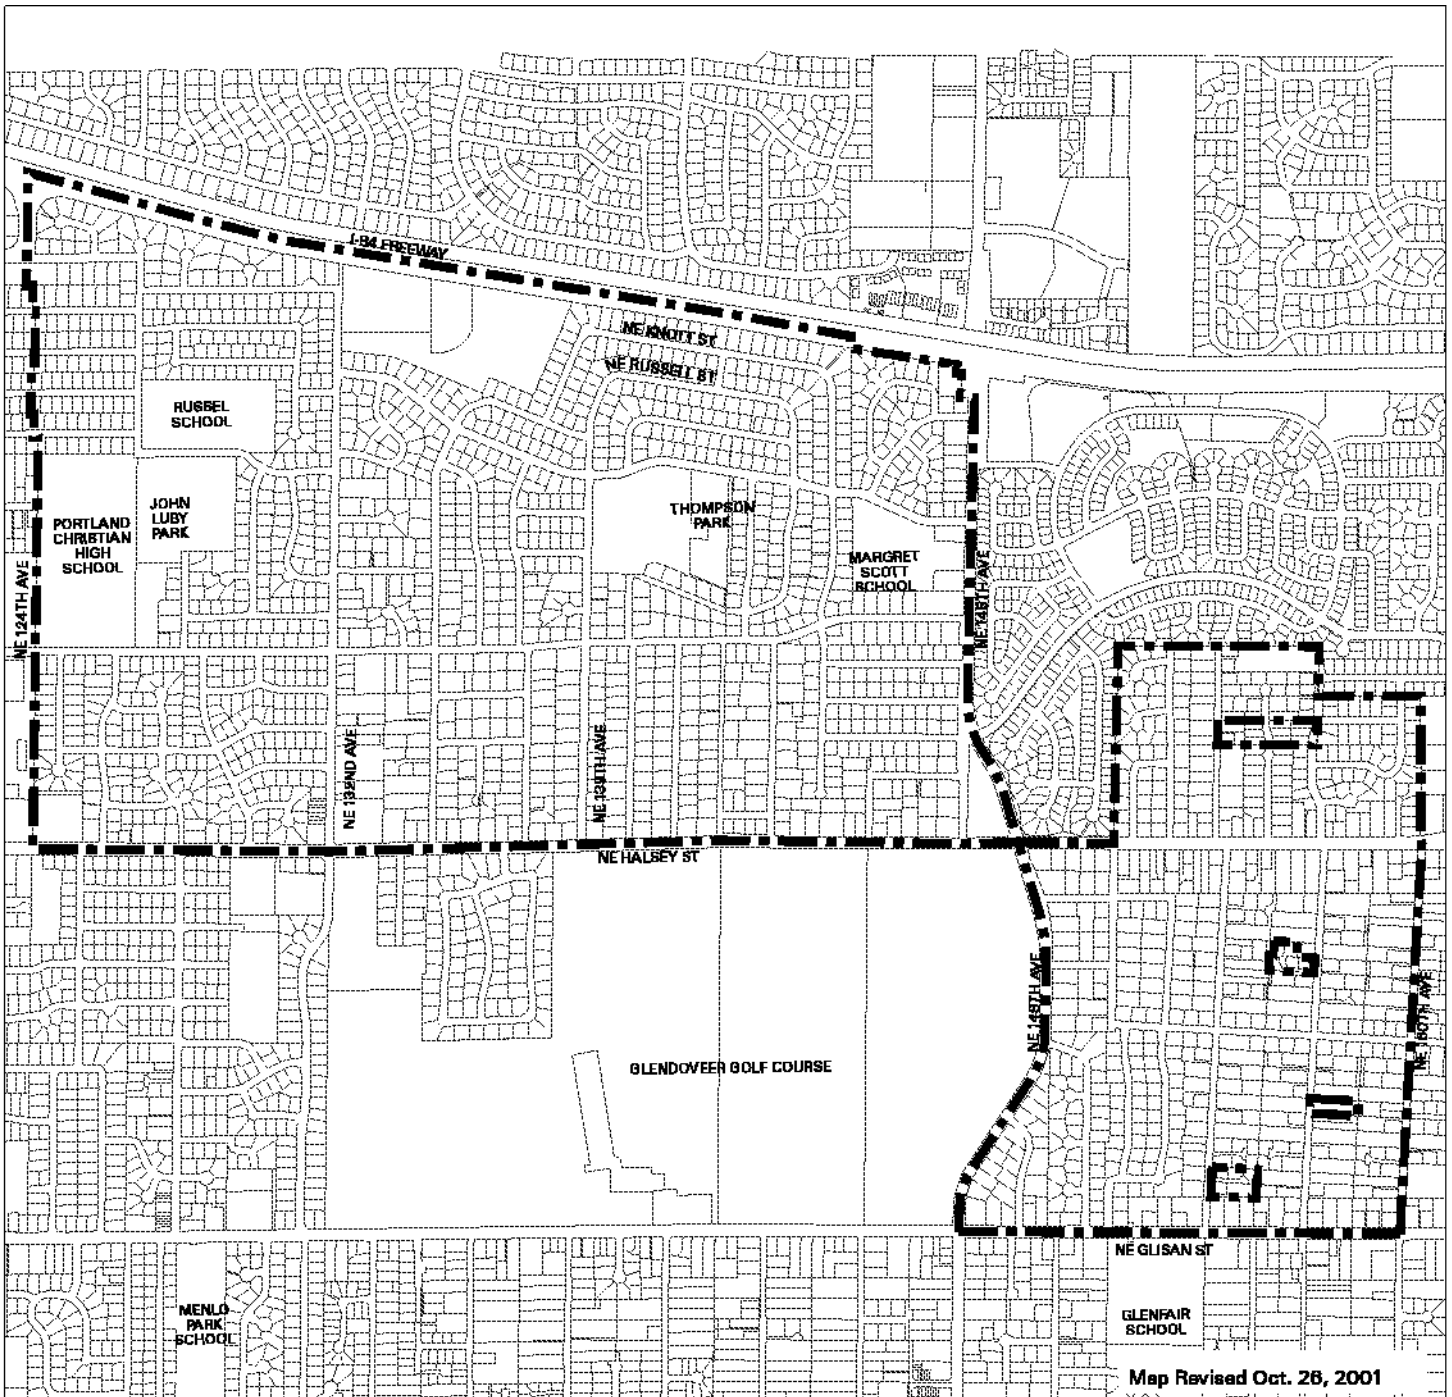 I-84 FREEWAY
NE KNOTT ST
NE RUSSELL ST
RUSSEL
SCHOOL
JOHN
LUBY
PARK
PORTLAND
CHRISTIAN
HIGH
SCHOOL
THOMPSON
PARK
MARGRET
SCOTT
SCHOOL
NE 124TH AVE
NE 148TH AVE
NE 132ND AVE
NE 139TH AVE
NE HALSEY ST
NE 148TH AVE
NE 160TH AVE
GLENDOVEER GOLF COURSE
NE GLISAN ST
MENLO
PARK
SCHOOL
GLENFAIR
SCHOOL
Map Revised Oct. 26, 2001